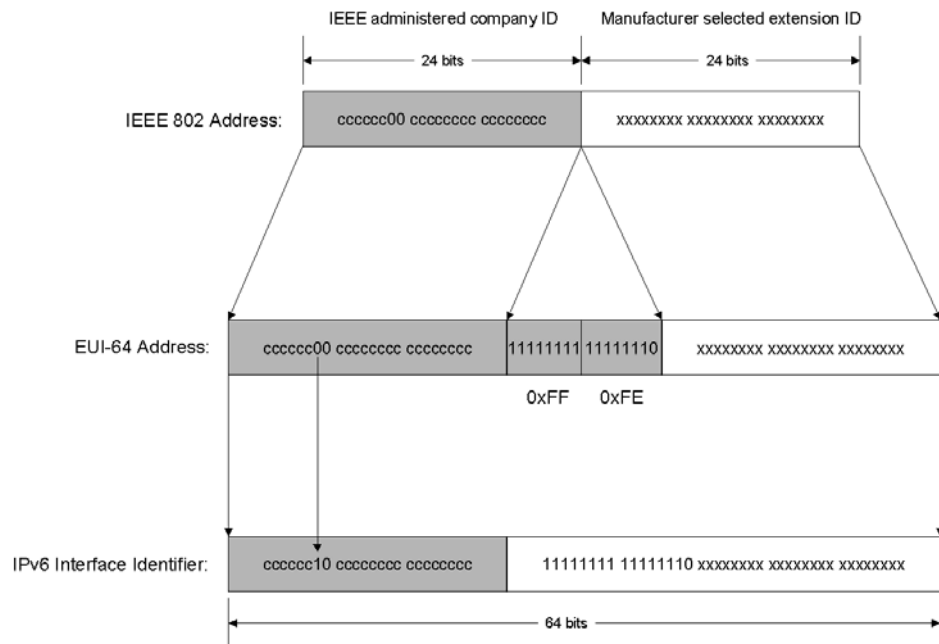 IEEE administered company ID Manufacturer selected extension ID
24 bits 24 bits
IEEE 802 Address: cccccc00 cccccccc cccccccc xxxxxxxx xxxxxxxx xxxxxxxx
EUI-64 Address: cccccc00 cccccccc cccccccc 11111111 11111110 xxxxxxxx xxxxxxxx xxxxxxxx
0xFF 0xFE
IPv6 Interface Identifier: cccccc10 cccccccc cccccccc 11111111 11111110 xxxxxxxx xxxxxxxx xxxxxxxx
64 bits